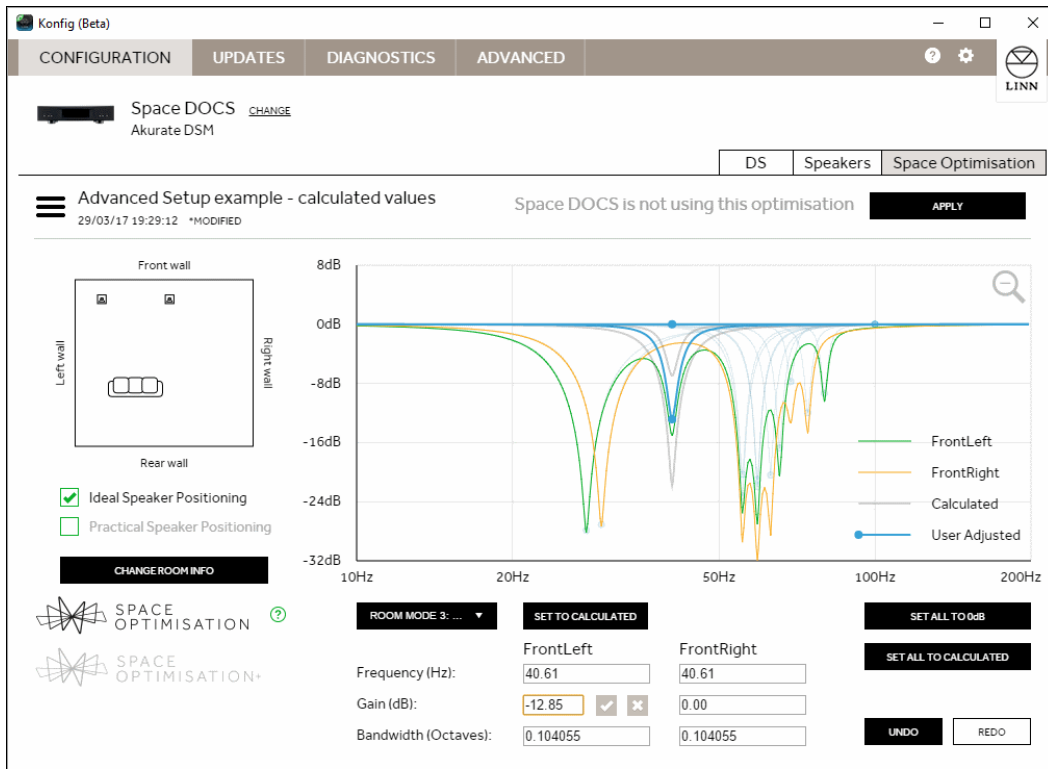 Konfig (Beta)
CONFIGURATION UPDATES DIAGNOSTICS ADVANCED
?
LINN
Space DOCS CHANGE
Akurate DSM
DS Speakers Space Optimisation
Advanced Setup example - calculated values
29/03/17 19:29:12 *MODIFIED
Space DOCS is not using this optimisation
APPLY
Front wall
Left wall
Right wall
Rear wall
Ideal Speaker Positioning
Practical Speaker Positioning
CHANGE ROOM INFO
SPACE
OPTIMISATION
?
SPACE
OPTIMISATION+
8dB
0dB
-8dB
-16dB
-24dB
-32dB
10Hz 20Hz 50Hz 100Hz 200Hz
FrontLeft
FrontRight
Calculated
User Adjusted
ROOM MODE 3: ... SET TO CALCULATED SET ALL TO 0dB
SET ALL TO CALCULATED
FrontLeft FrontRight
Frequency (Hz): 40.61 40.61
Gain (dB): -12.85 0.00
Bandwidth (Octaves): 0.104055 0.104055
UNDO REDO